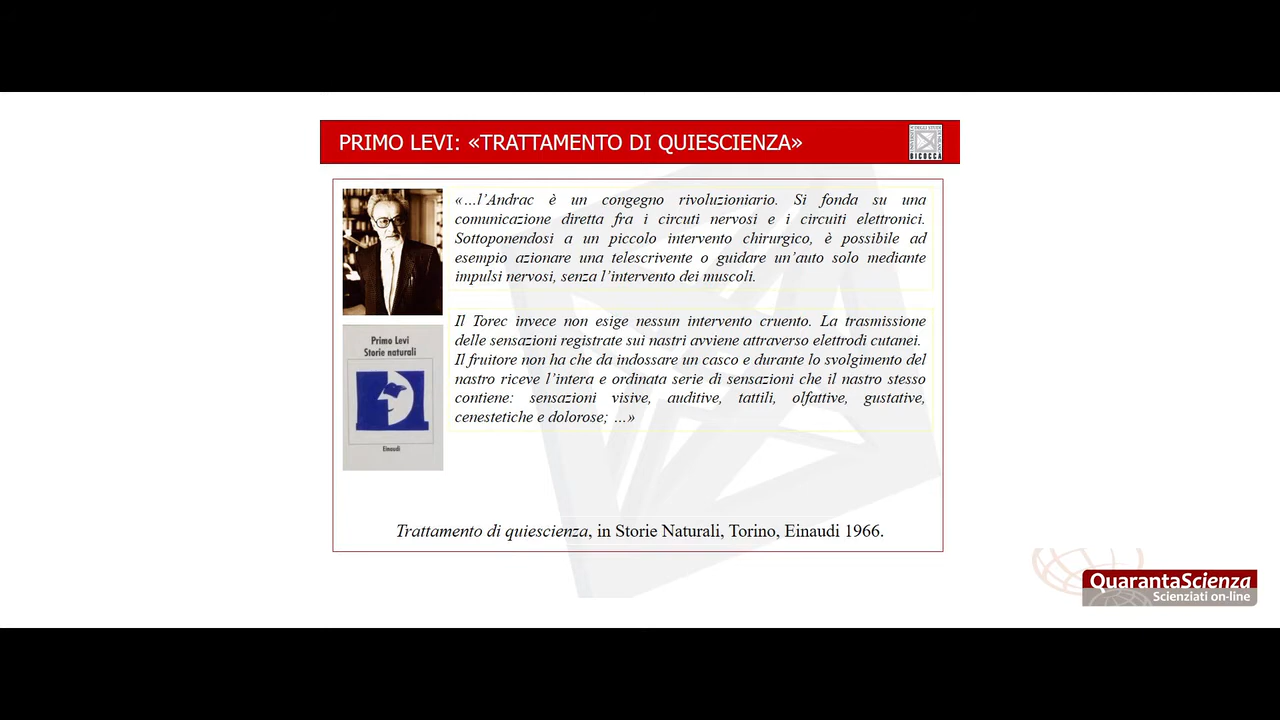 PRIMO LEVI: «TRATTAMENTO DI QUIESCIENZA»
BICOCCA
«…l’Andrac è un congegno rivoluzioniario. Si fonda su una
comunicazione diretta fra i circuti nervosi e i circuiti elettronici.
Sottoponendosi a un piccolo intervento chirurgico, è possibile ad
esempio azionare una telescrivente o guidare un’auto solo mediante
impulsi nervosi, senza l’intervento dei muscoli.
Il Torec invece non esige nessun intervento cruento. La trasmissione
delle sensazioni registrate sui nastri avviene attraverso elettrodi cutanei.
Il fruitore non ha che da indossare un casco e durante lo svolgimento del
nastro riceve l’intera e ordinata serie di sensazioni che il nastro stesso
contiene: sensazioni visive, auditive, tattili, olfattive, gustative,
cenestetiche e dolorose; …»
Primo Levi
Storie naturali
Einaudi
Trattamento di quiescienza, in Storie Naturali, Torino, Einaudi 1966.
QuarantaScienza
Scienziati on-line